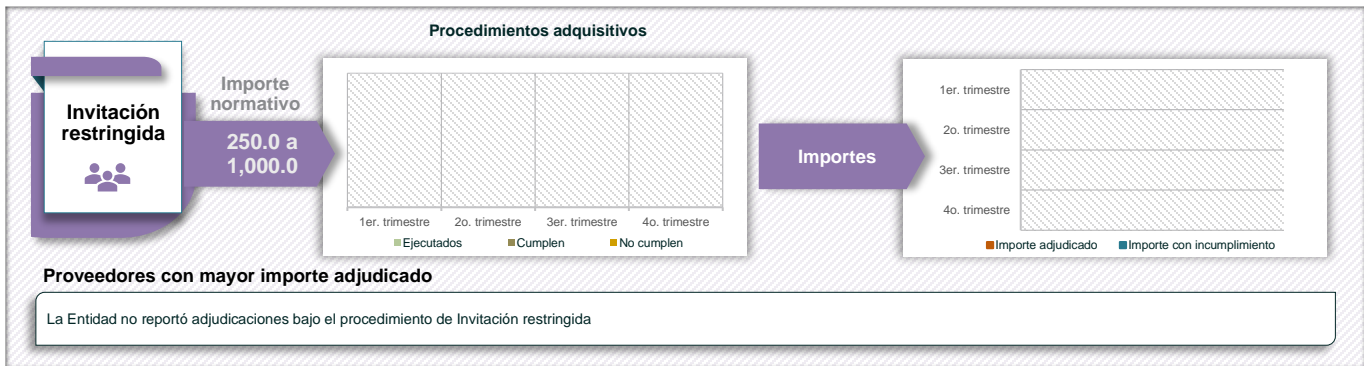 Procedimientos adquisitivos
Invitación
restringida
Importe
normativo
250.0 a
1,000.0
1er. trimestre 2o. trimestre 3er. trimestre 4o. trimestre
Ejecutados Cumplen No cumplen
Importes
1er. trimestre
2o. trimestre
3er. trimestre
4o. trimestre
Importe adjudicado Importe con incumplimiento
Proveedores con mayor importe adjudicado
La Entidad no reportó adjudicaciones bajo el procedimiento de Invitación restringida